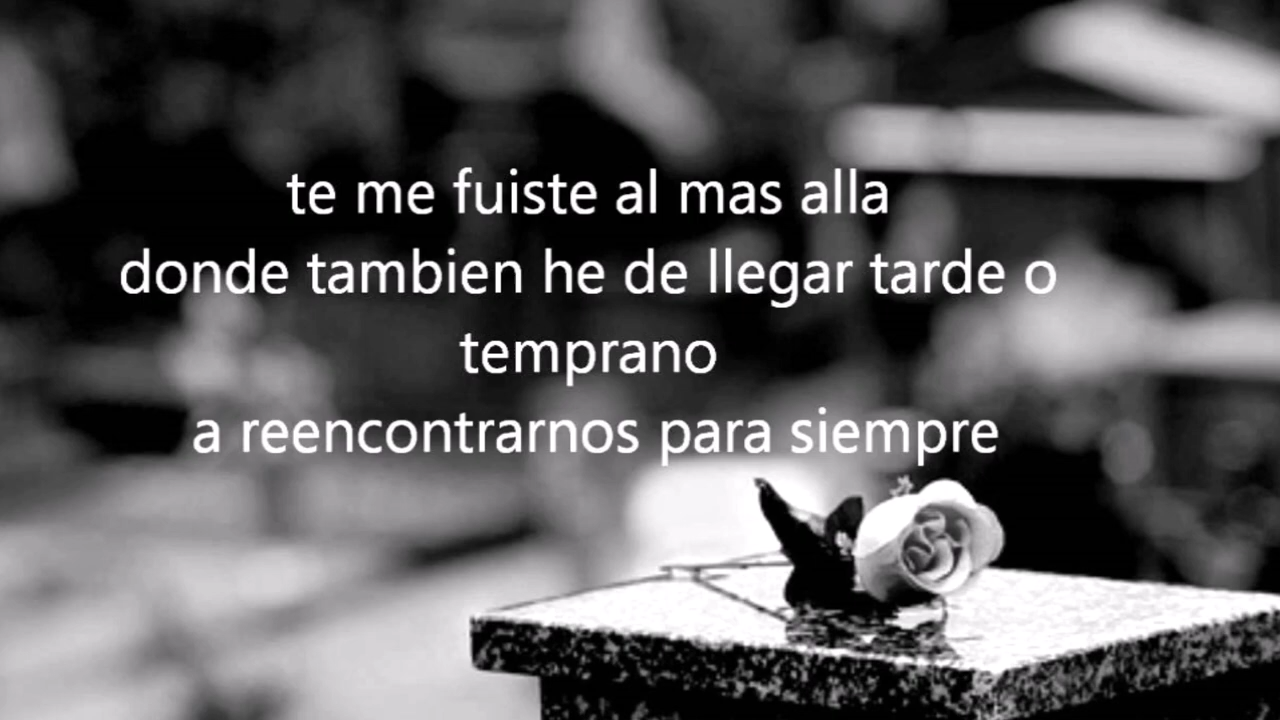 te me fuiste al mas alla
donde tambien he de llegar tarde o
temprano
a reencontrarnos para siempre